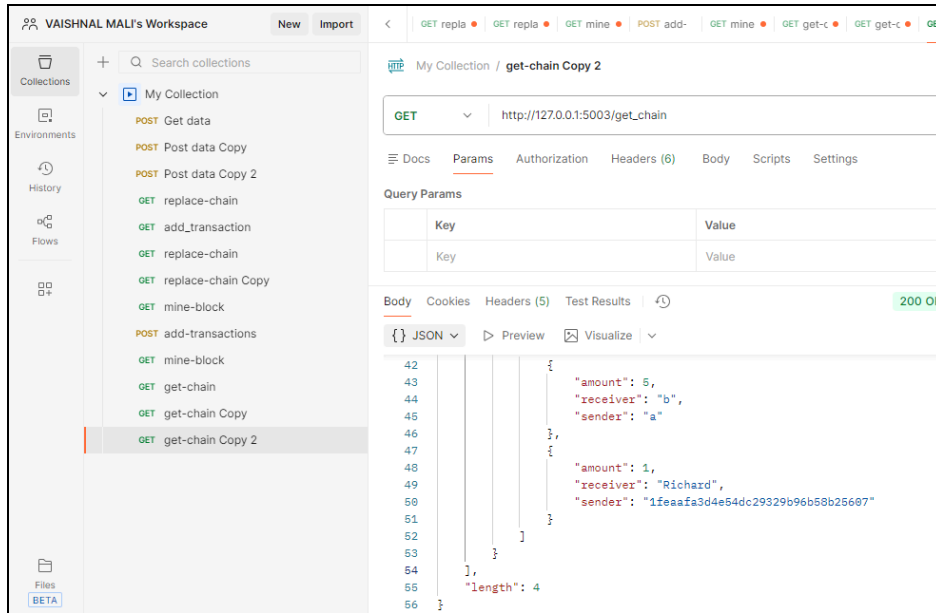 VAISHNAL MALI's Workspace
New
Import
GET repla
GET repla
GET mine
POST add-
GET mine
GET get-c
GET get-c
Collections
Environments
History
Flows
Files
BETA
Search collections
My Collection
POST Get data
POST Post data Copy
POST Post data Copy 2
GET replace-chain
GET add_transaction
GET replace-chain
GET replace-chain Copy
GET mine-block
POST add-transactions
GET mine-block
GET get-chain
GET get-chain Copy
GET get-chain Copy 2
HTTP My Collection / get-chain Copy 2
GET http://127.0.0.1:5003/get_chain
Docs Params Authorization Headers (6) Body Scripts Settings
Query Params
Key Value
Key Value
Body Cookies Headers (5) Test Results 200
{} JSON Preview Visualize
42 {
43 "amount": 5,
44 "receiver": "b",
45 "sender": "a"
46 },
47 {
48 "amount": 1,
49 "receiver": "Richard",
50 "sender": "1feaafa3d4e54dc29329b96b58b25607"
51 }
52 ]
53 }
54 ],
55 "length": 4
56 }